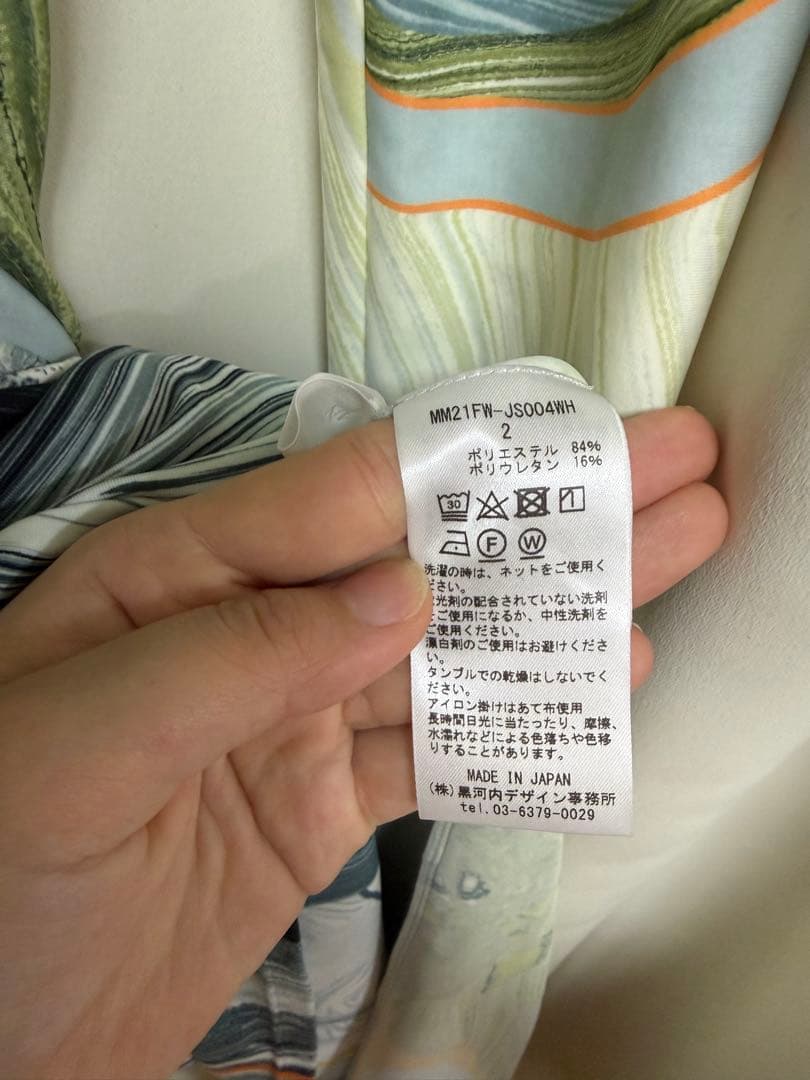 MM21FW-JS004WH
2
ポリエステル 84%
ポリウレタン 16%
30
F W
洗濯の時は、ネットをご使用く
ださい。
光剤の配合されていない洗剤
をご使用になるか、中性洗剤を
ご使用ください。
漂白剤のご使用はお避けくださ
い。
タンブルでの乾燥はしないでく
ださい。
アイロン掛けはあて布使用
長時間日光に当たったり、摩擦、
水濡れなどによる色落ちや色移
りすることがあります。
MADE IN JAPAN
(株)黒河内デザイン事務所
tel.03-6379-0029